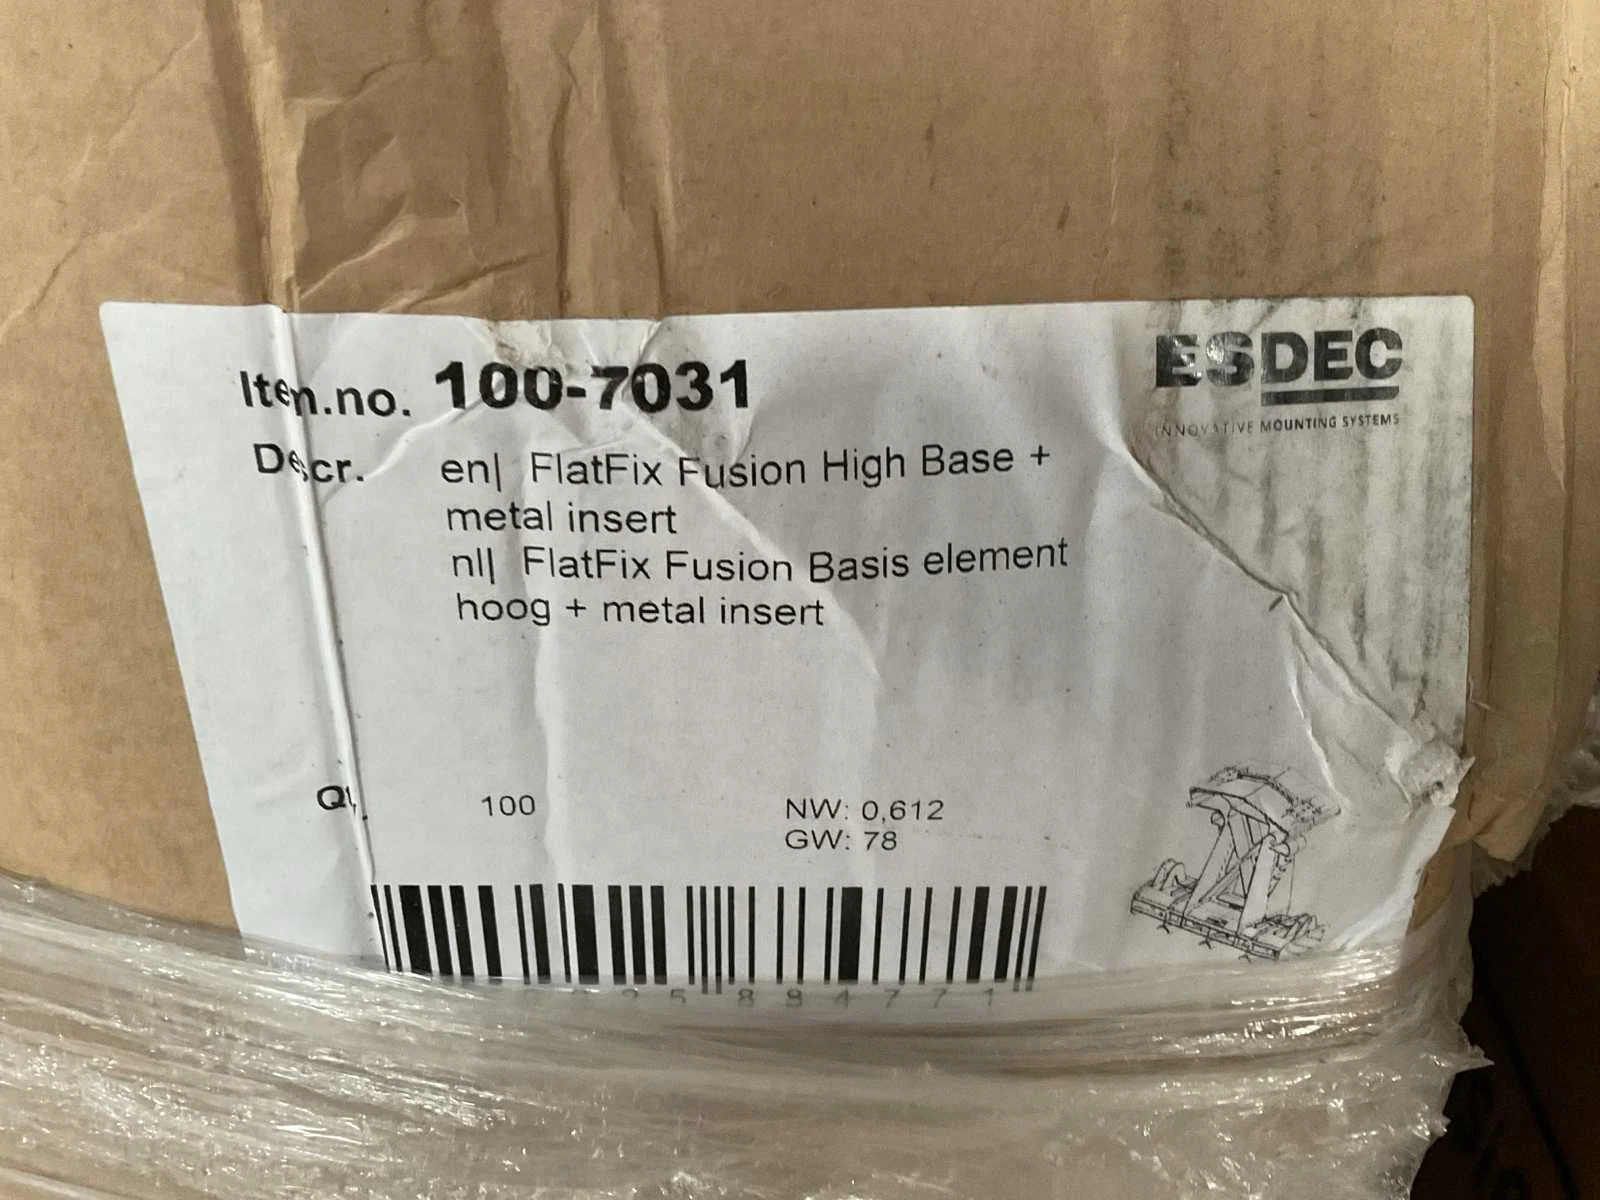 ESDEC
INNOVATIVE MOUNTING SYSTEMS
Item.no. 100-7031
Descr. en| FlatFix Fusion High Base +
metal insert
nl| FlatFix Fusion Basis element
hoog + metal insert
100
NW: 0,612
GW: 78